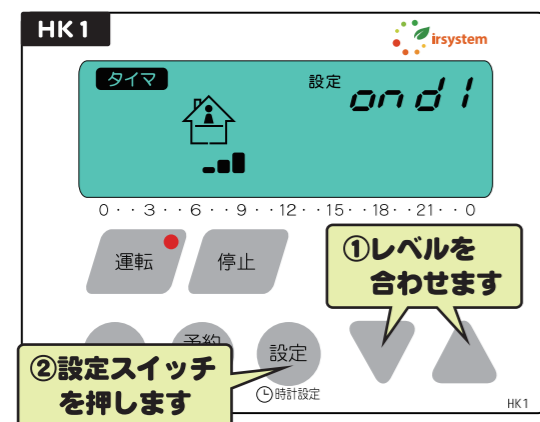 HK1
irsystem
タイマ
設定
ond1
0・・3・・6・・9・・12・・15・・18・・21・・0
運転
停止
①レベルを
合わせます
予約
設定
②設定スイッチ
を押します
時計設定
HK1